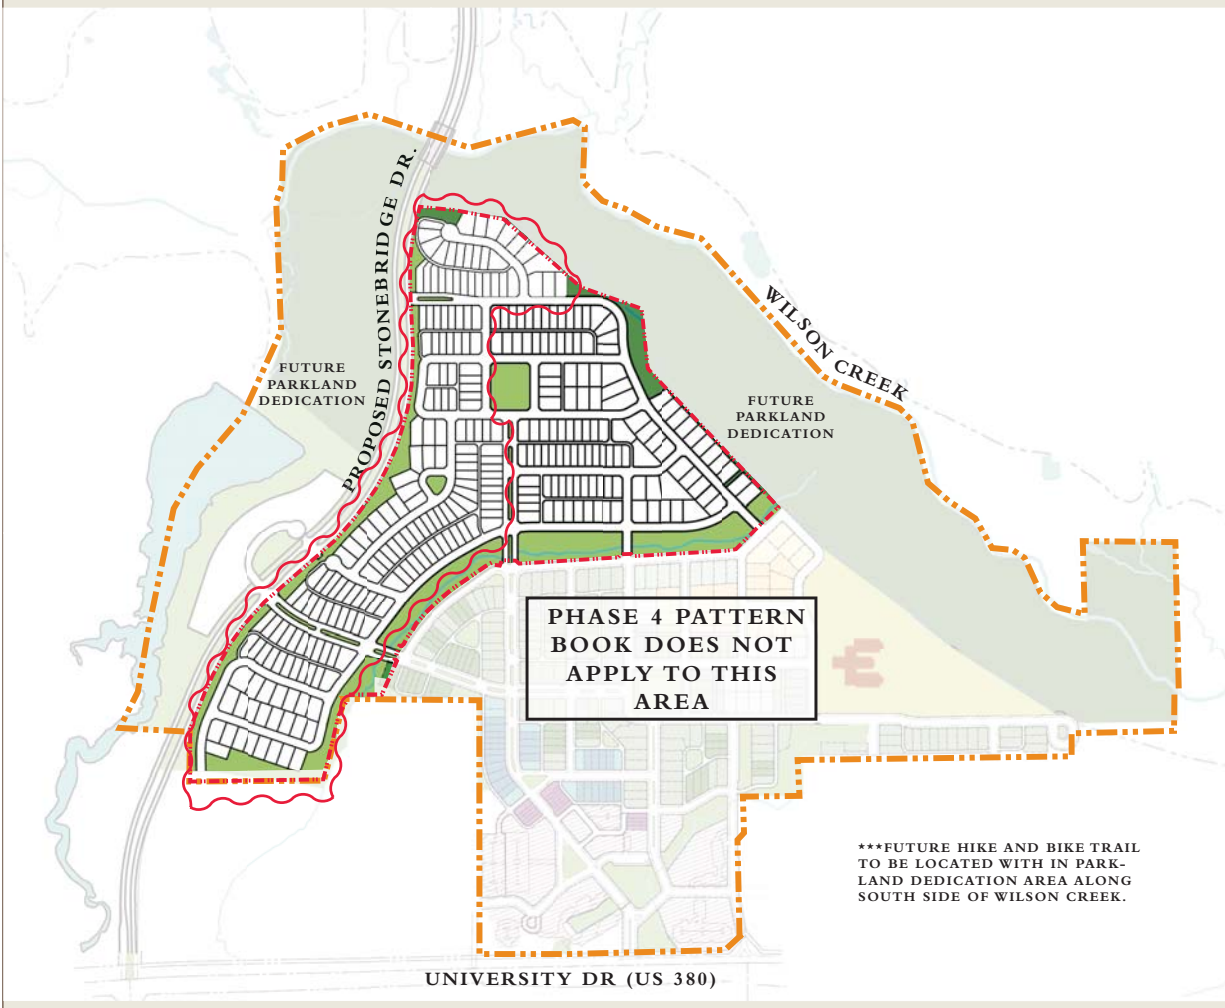 PROPOSED STONEBRIDGE DR.
WILSON CREEK
FUTURE
PARKLAND
DEDICATION
FUTURE
PARKLAND
DEDICATION
PHASE 4 PATTERN
BOOK DOES NOT
APPLY TO THIS
AREA
***FUTURE HIKE AND BIKE TRAIL
TO BE LOCATED WITH IN PARK-
LAND DEDICATION AREA ALONG
SOUTH SIDE OF WILSON CREEK.
UNIVERSITY DR (US 380)